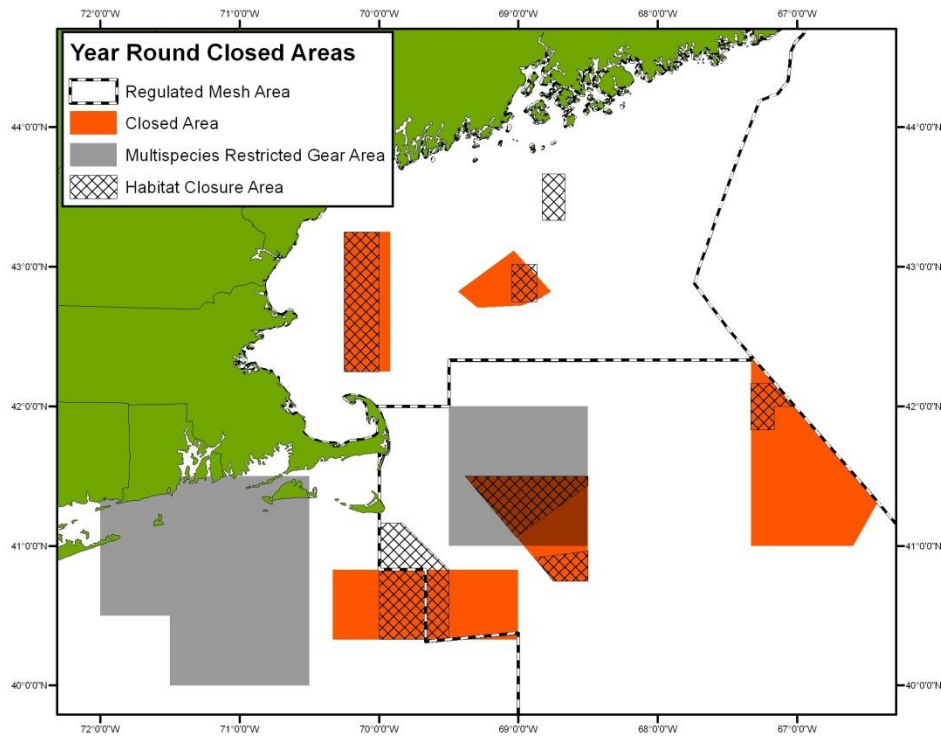 72°0'0"W 71°0'0"W 70°0'0"W 69°0'0"W 68°0'0"W 67°0'0"W
Year Round Closed Areas
Regulated Mesh Area
Closed Area
Multispecies Restricted Gear Area
Habitat Closure Area
44°0'0"N 44°0'0"N
43°0'0"N 43°0'0"N
42°0'0"N 42°0'0"N
41°0'0"N 41°0'0"N
40°0'0"N 40°0'0"N
72°0'0"W 71°0'0"W 70°0'0"W 69°0'0"W 68°0'0"W 67°0'0"W